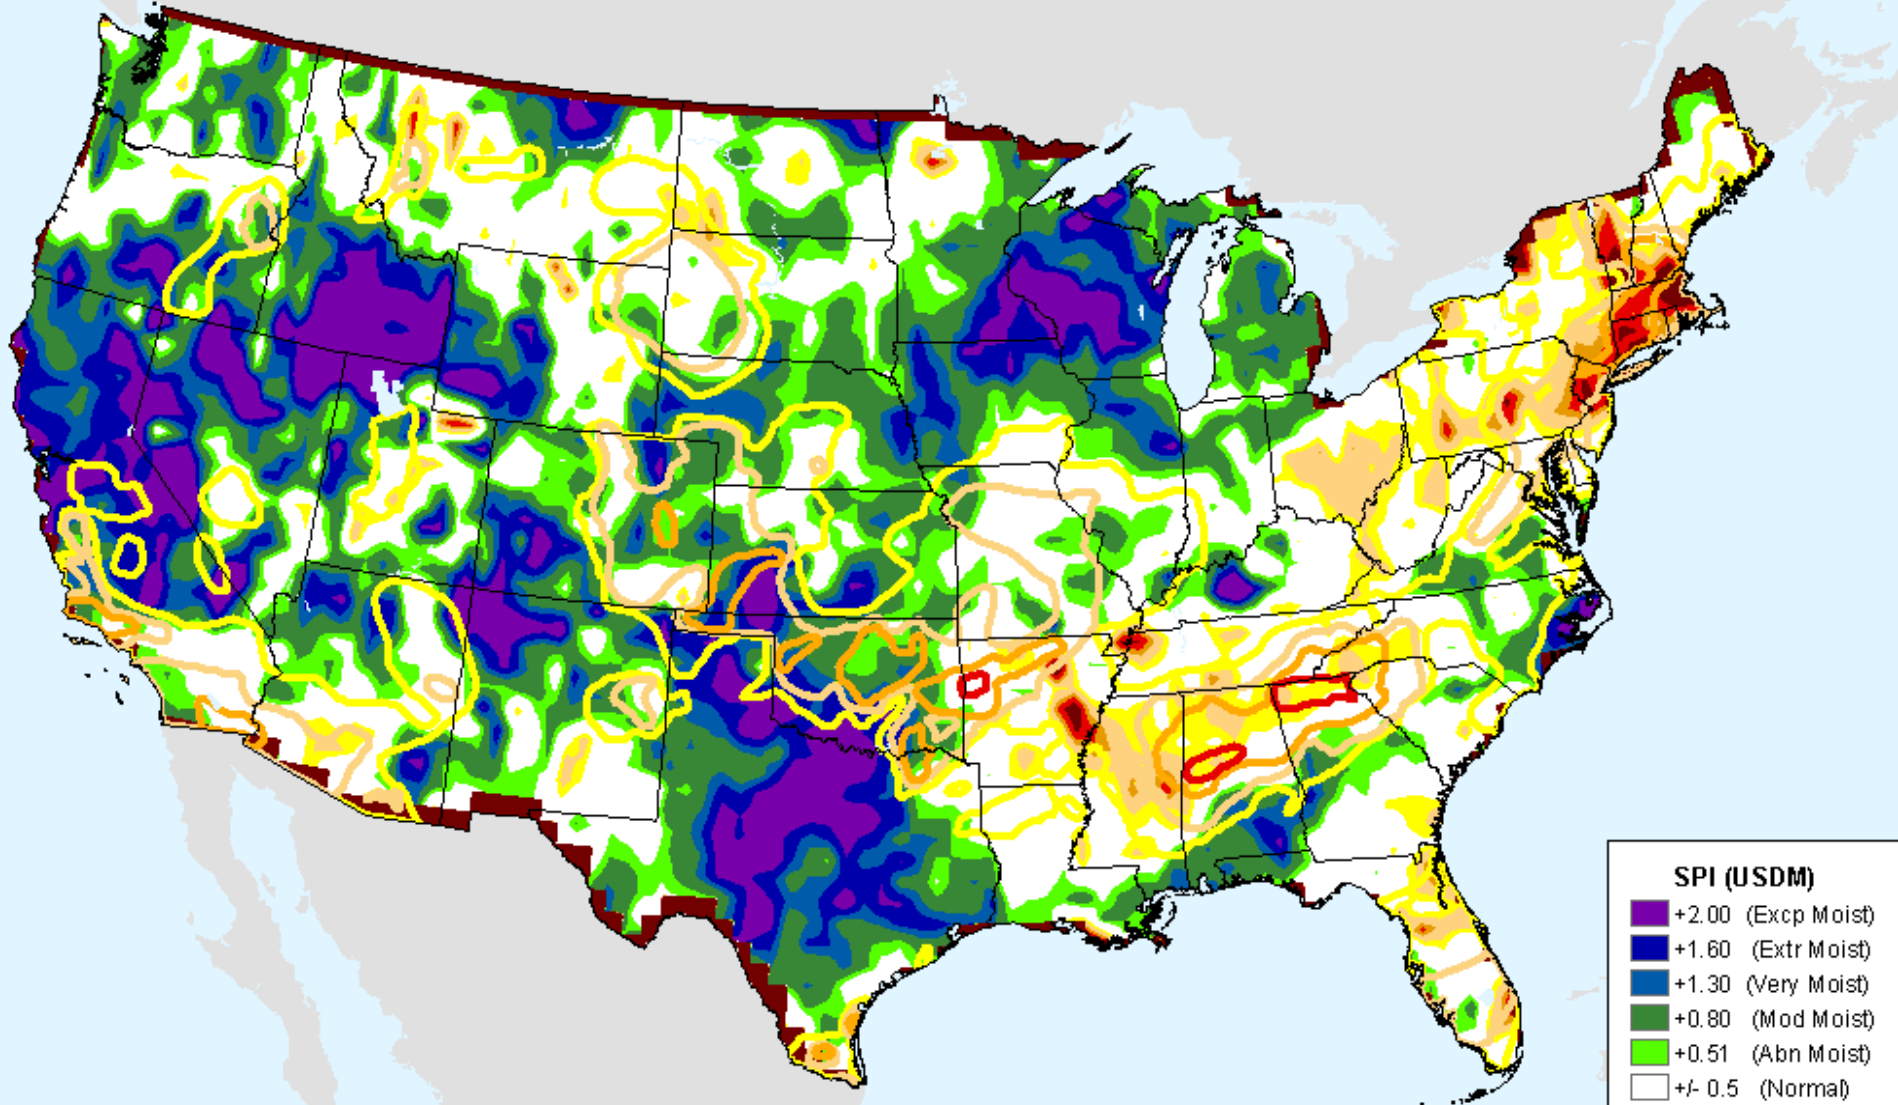 SPI (USDM)
+2.00 (Excp Moist)
+1.60 (Extr Moist)
+1.30 (Very Moist)
+0.80 (Mod Moist)
+0.51 (Abn Moist)
+/- 0.5 (Normal)